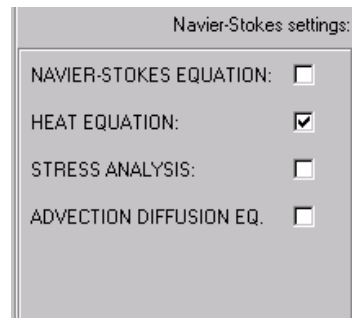 Navier-Stokes settings:
NAVIER-STOKES EQUATION:
HEAT EQUATION:
STRESS ANALYSIS:
ADVECTION DIFFUSION EQ.